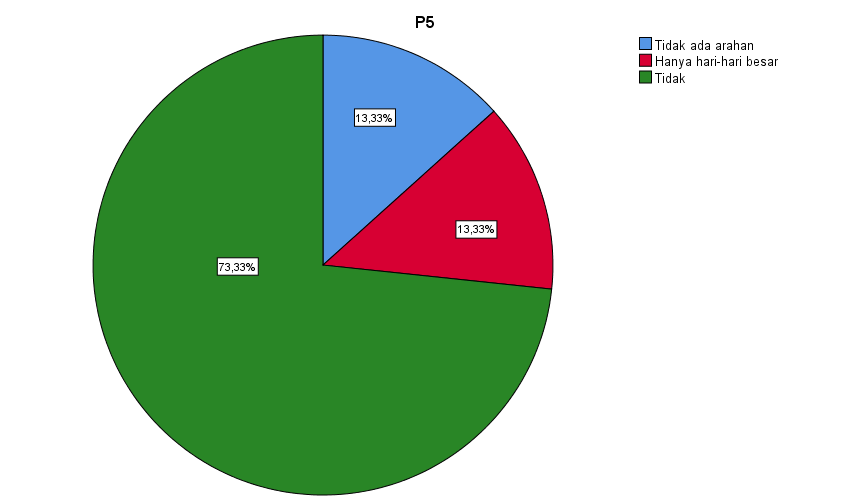 P5
Tidak ada arahan
Hanya hari-hari besar
Tidak
13,33%
13,33%
73,33%